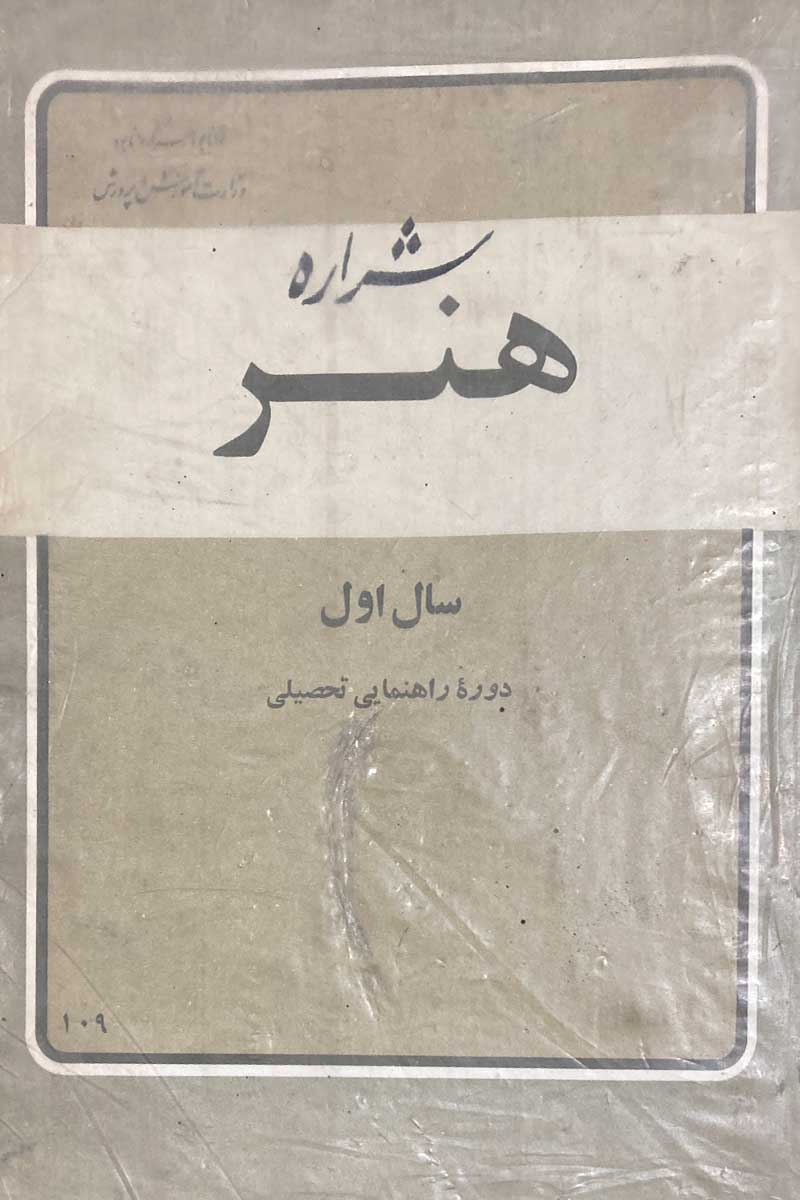 وزارت آموزش و پرورش
شراره
هنر
سال اول
دورهٔ راهنمایی تحصیلی
۱۰۹